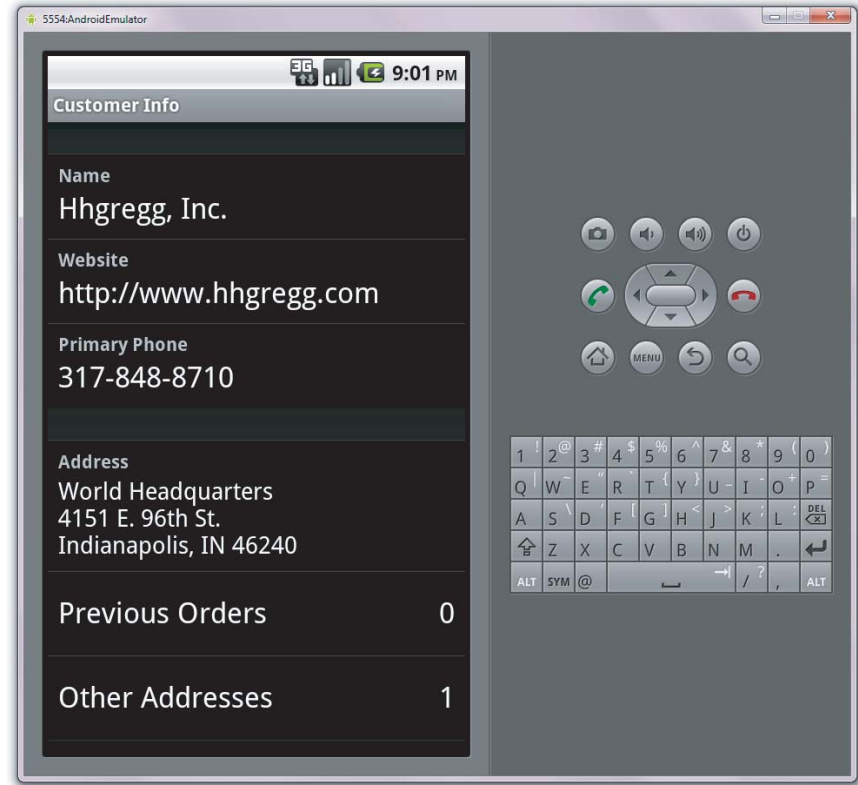 5554:AndroidEmulator
3G 9:01 PM
Customer Info
Name
Hhgregg, Inc.
Website
http://www.hhgregg.com
Primary Phone
317-848-8710
Address
World Headquarters
4151 E. 96th St.
Indianapolis, IN 46240
Previous Orders 0
Other Addresses 1
MENU
1 ! 2 @ 3 # 4 $ 5 % 6 ^ 7 & 8 * 9 ( 0 )
Q | W ~ E " R ` T { Y } U _ I - O + P =
A S \ D ' F [ G ] H < J > K ; L : DEL
Z X C V B N M .
ALT SYM @ / ? , ALT